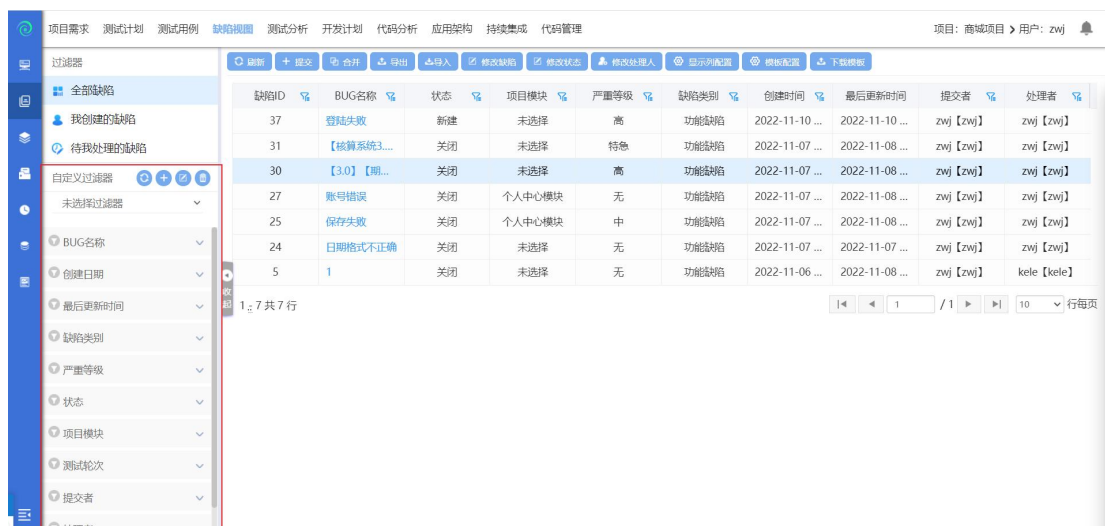 项目需求 测试计划 测试用例 缺陷视图 测试分析 开发计划 代码分析 应用架构 持续集成 代码管理 项目：商城项目 用户：zwj
过滤器 刷新 + 提交 合并 导出 导入 修改缺陷 修改状态 修改处理人 显示列配置 模板配置 下载模板
全部缺陷
我创建的缺陷
待我处理的缺陷
自定义过滤器
未选择过滤器
BUG名称
创建日期
最后更新时间
缺陷类别
严重等级
状态
项目模块
测试轮次
提交者
收起
缺陷ID BUG名称 状态 项目模块 严重等级 缺陷类别 创建时间 最后更新时间 提交者 处理者
37 登陆失败 新建 未选择 高 功能缺陷 2022-11-10 ... 2022-11-10 ... zwj【zwj】 zwj【zwj】
31 【核算系统3.... 关闭 未选择 特急 功能缺陷 2022-11-07 ... 2022-11-08 ... zwj【zwj】 zwj【zwj】
30 【3.0】【期... 关闭 未选择 高 功能缺陷 2022-11-07 ... 2022-11-08 ... zwj【zwj】 zwj【zwj】
27 账号错误 关闭 个人中心模块 无 功能缺陷 2022-11-07 ... 2022-11-08 ... zwj【zwj】 zwj【zwj】
25 保存失败 关闭 个人中心模块 中 功能缺陷 2022-11-07 ... 2022-11-08 ... zwj【zwj】 zwj【zwj】
24 日期格式不正确 关闭 未选择 无 功能缺陷 2022-11-07 ... 2022-11-07 ... zwj【zwj】 zwj【zwj】
5 1 关闭 未选择 无 功能缺陷 2022-11-06 ... 2022-11-08 ... zwj【zwj】 kele【kele】
1 - 7 共 7 行 1 / 1 10 行每页